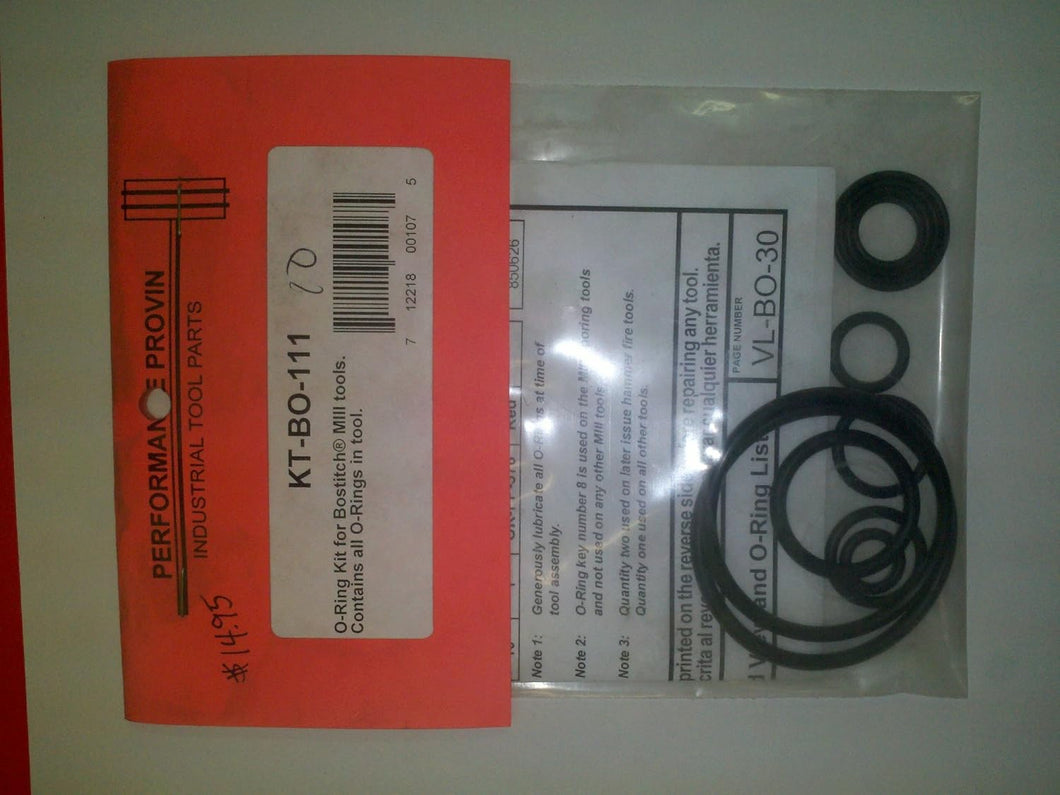 PERFORMANCE PROVIN
INDUSTRIAL TOOL PARTS
$14.95
KT-BO-111
10
O-Ring Kit for Bostitch® MIII tools.
Contains all O-Rings in tool.
7 12218 00107 5
850626
Note 1: Generously lubricate all O-Rings at time of
tool assembly.
Note 2: O-Ring key number 8 is used on the
and not used on any other MIII tools
Note 3: Quantity two used on later issue hammer fire tools.
Quantity one used on all other tools.
printed on the reverse side repairing any tool.
crita al cualquier herramienta.
and O-Ring List
PAGE NUMBER
VL-BO-30